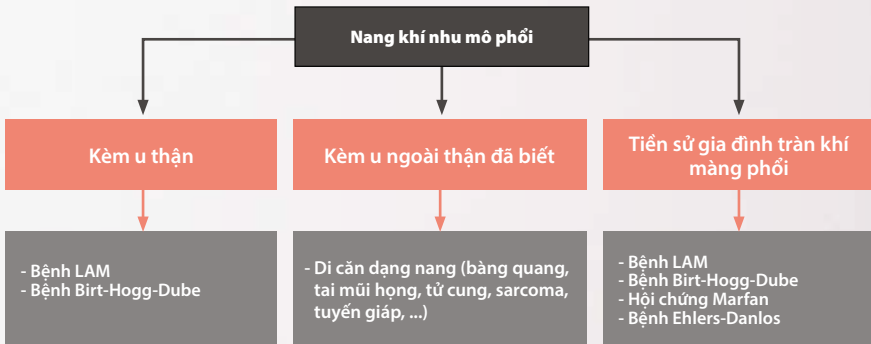 Nang khí nhu mô phổi
Kèm u thận
Kèm u ngoài thận đã biết
Tiền sử gia đình tràn khí
màng phổi
- Bệnh LAM
- Bệnh Birt-Hogg-Dube
- Di căn dạng nang (bàng quang,
tai mũi họng, tử cung, sarcoma,
tuyến giáp, ...)
- Bệnh LAM
- Bệnh Birt-Hogg-Dube
- Hội chứng Marfan
- Bệnh Ehlers-Danlos